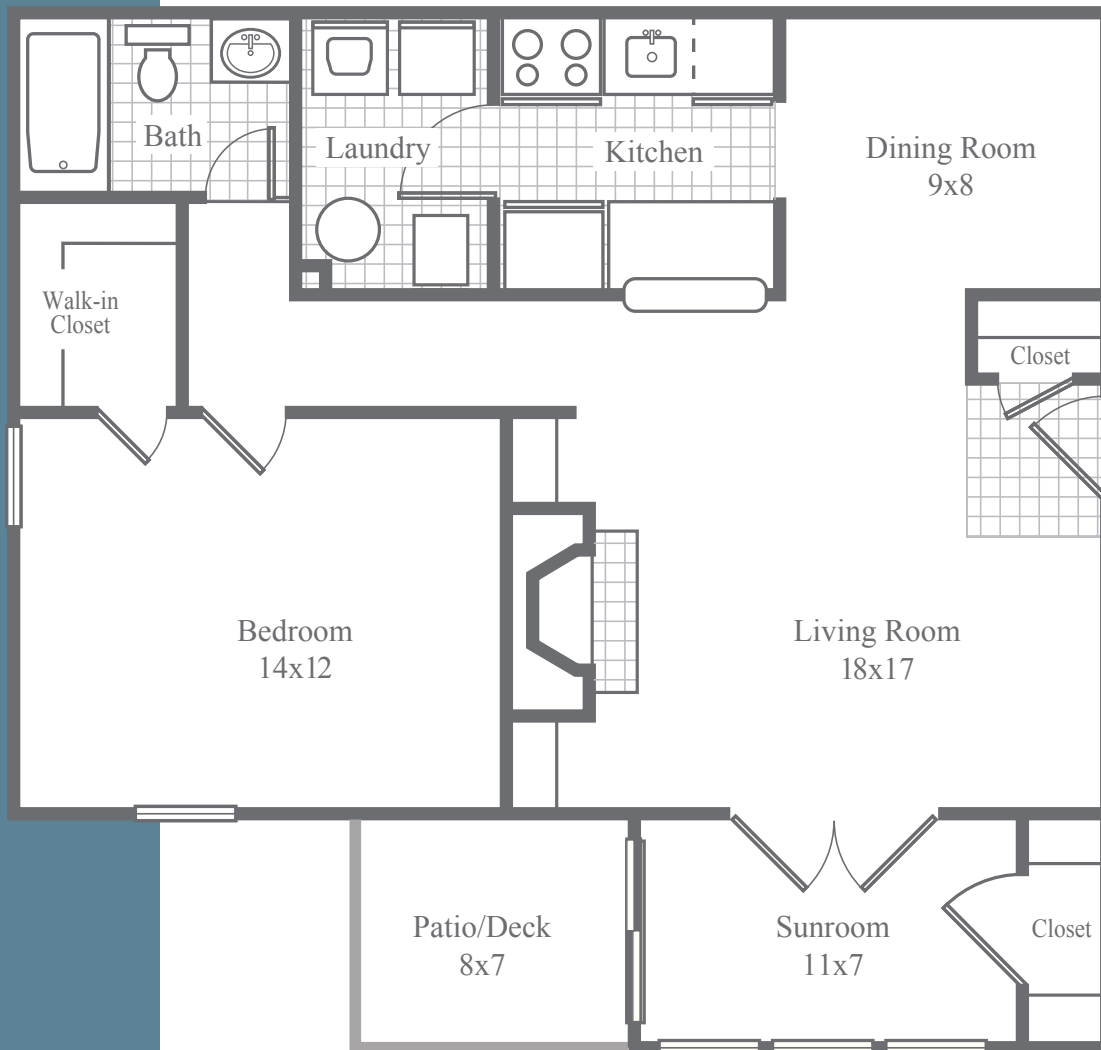 Bath
Laundry
Kitchen
Dining Room
9x8
Walk-in
Closet
Closet
Bedroom
14x12
Living Room
18x17
Patio/Deck
8x7
Sunroom
11x7
Closet